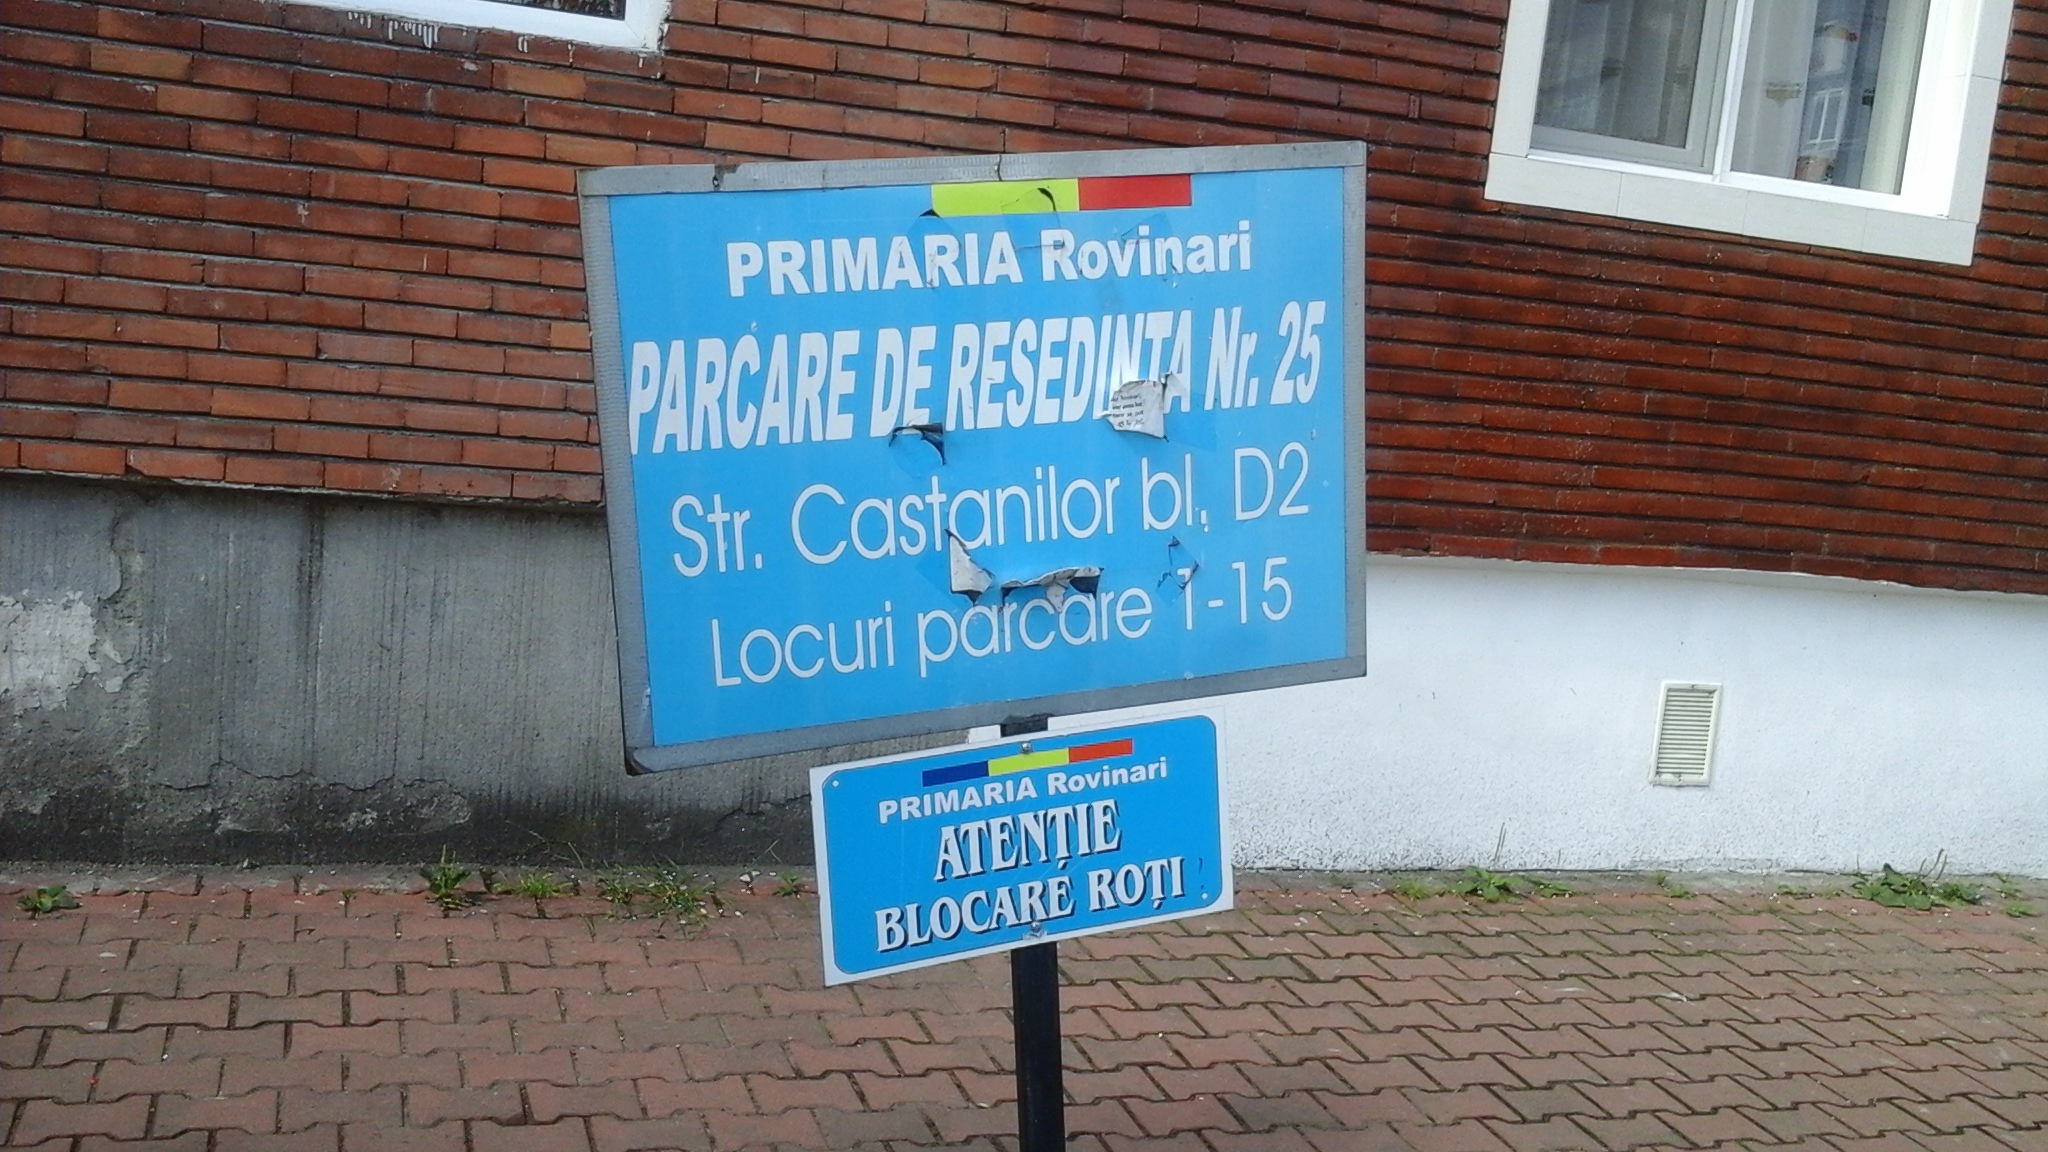 PRIMARIA Rovinari
PARCARE DE RESEDINTA Nr. 25
Str. Castanilor bl. D2
Locuri parcare 1-15
PRIMARIA Rovinari
ATENȚIE
BLOCARE ROȚI !